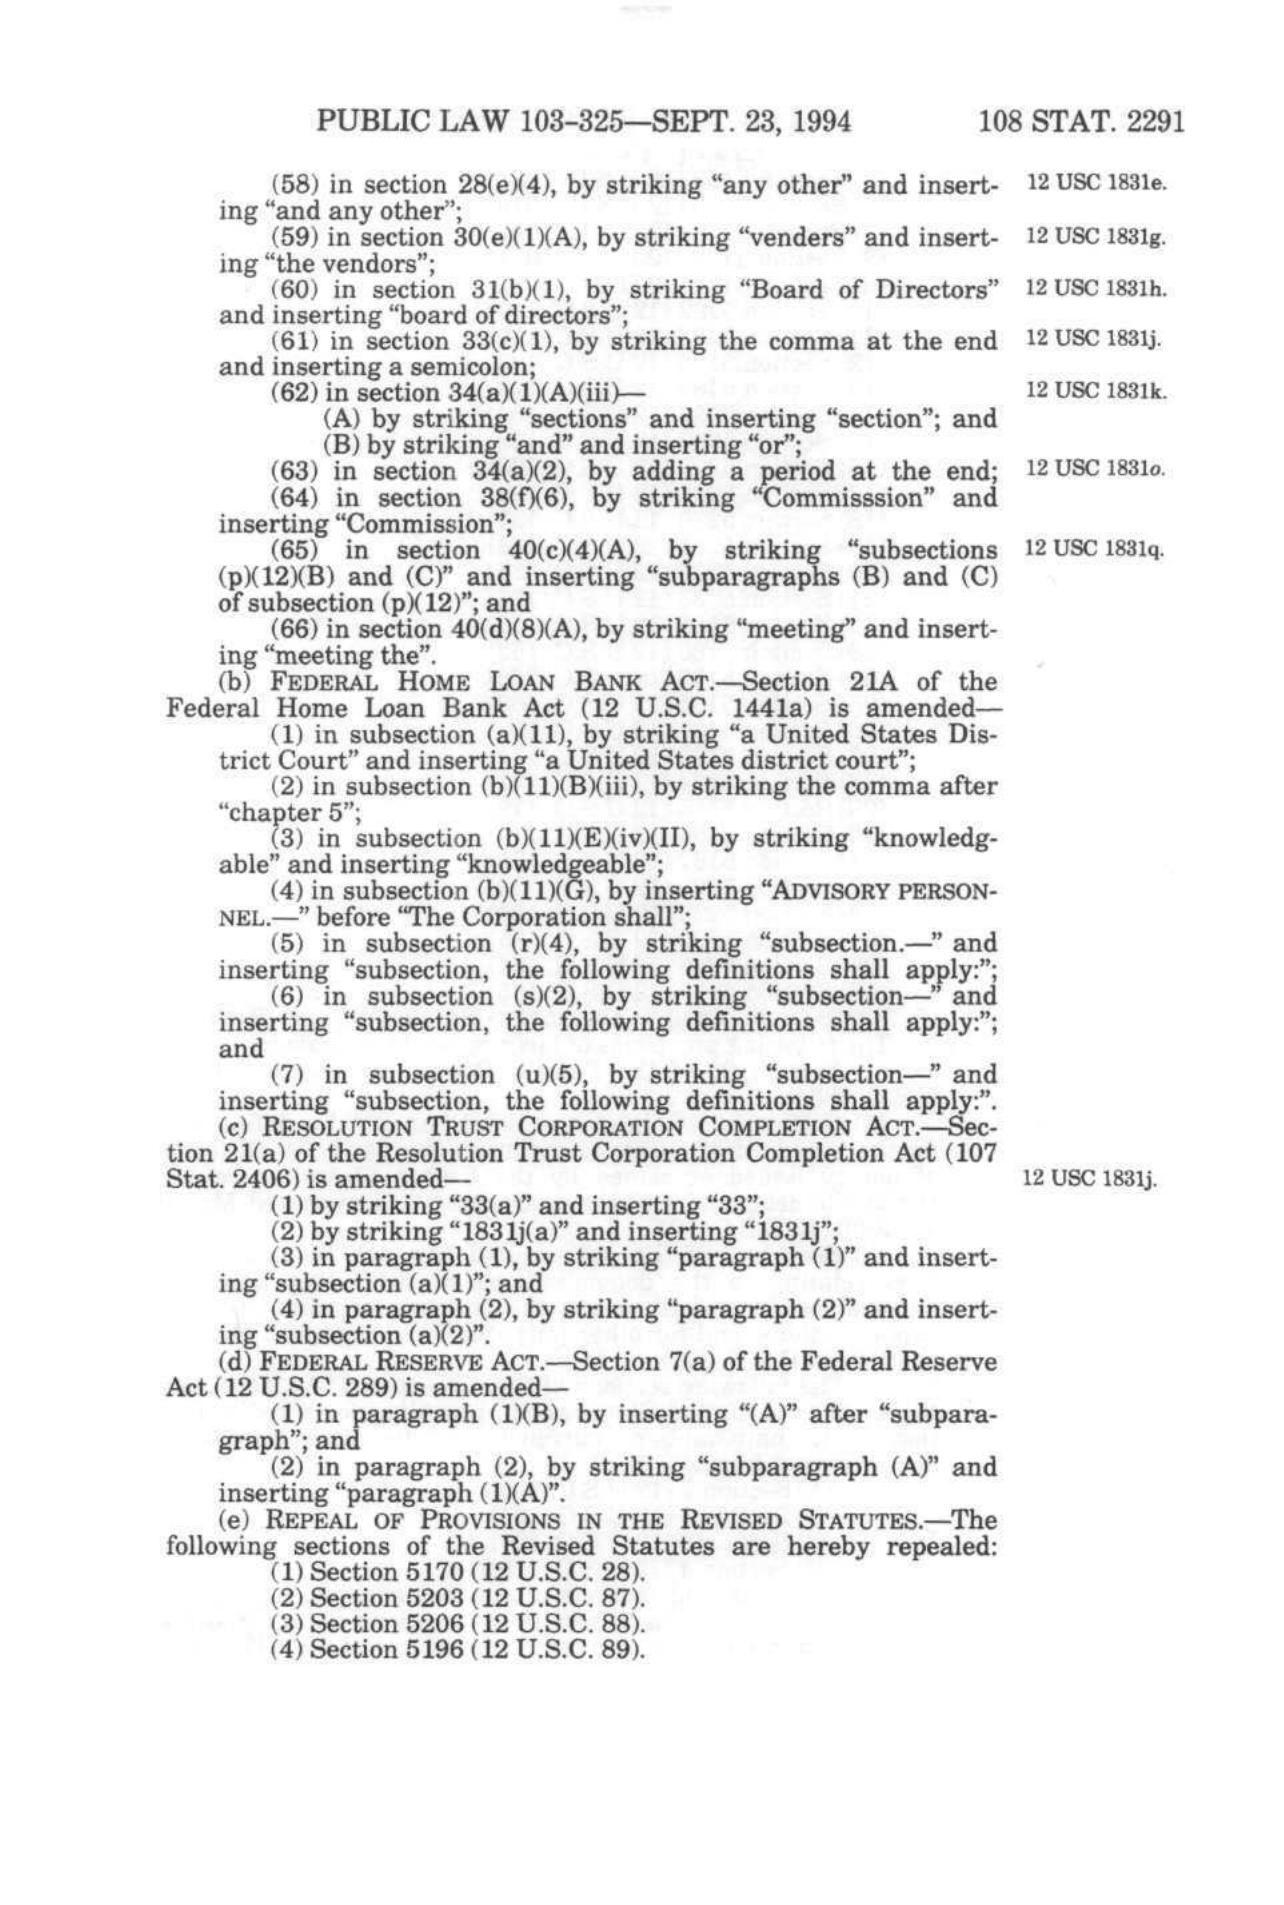 PUBLIC LAW 103–325—SEPT. 23, 1994 108 STAT. 2291
(58) in section 28(e)(4), by striking “any other” and insert- 12 USC 1831e.
ing “and any other”;
(59) in section 30(e)(1)(A), by striking “venders” and insert- 12 USC 1831g.
ing “the vendors”;
(60) in section 31(b)(1), by striking “Board of Directors” 12 USC 1831h.
and inserting “board of directors”;
(61) in section 33(c)(1), by striking the comma at the end 12 USC 1831j.
and inserting a semicolon;
(62) in section 34(a)(1)(A)(iii)— 12 USC 1831k.
(A) by striking “sections” and inserting “section”; and
(B) by striking “and” and inserting “or”;
(63) in section 34(a)(2), by adding a period at the end; 12 USC 1831o.
(64) in section 38(f)(6), by striking “Commisssion” and
inserting “Commission”;
(65) in section 40(c)(4)(A), by striking “subsections 12 USC 1831q.
(p)(12)(B) and (C)” and inserting “subparagraphs (B) and (C)
of subsection (p)(12)”; and
(66) in section 40(d)(8)(A), by striking “meeting” and insert-
ing “meeting the”.
(b) FEDERAL HOME LOAN BANK ACT.—Section 21A of the
Federal Home Loan Bank Act (12 U.S.C. 1441a) is amended—
(1) in subsection (a)(11), by striking “a United States Dis-
trict Court” and inserting “a United States district court”;
(2) in subsection (b)(11)(B)(iii), by striking the comma after
“chapter 5”;
(3) in subsection (b)(11)(E)(iv)(II), by striking “knowledg-
able” and inserting “knowledgeable”;
(4) in subsection (b)(11)(G), by inserting “ADVISORY PERSON-
NEL.—” before “The Corporation shall”;
(5) in subsection (r)(4), by striking “subsection.—” and
inserting “subsection, the following definitions shall apply:”;
(6) in subsection (s)(2), by striking “subsection—” and
inserting “subsection, the following definitions shall apply:”;
and
(7) in subsection (u)(5), by striking “subsection—” and
inserting “subsection, the following definitions shall apply:”.
(c) RESOLUTION TRUST CORPORATION COMPLETION ACT.—Sec-
tion 21(a) of the Resolution Trust Corporation Completion Act (107
Stat. 2406) is amended— 12 USC 1831j.
(1) by striking “33(a)” and inserting “33”;
(2) by striking “1831j(a)” and inserting “1831j”;
(3) in paragraph (1), by striking “paragraph (1)” and insert-
ing “subsection (a)(1)”; and
(4) in paragraph (2), by striking “paragraph (2)” and insert-
ing “subsection (a)(2)”.
(d) FEDERAL RESERVE ACT.—Section 7(a) of the Federal Reserve
Act (12 U.S.C. 289) is amended—
(1) in paragraph (1)(B), by inserting “(A)” after “subpara-
graph”; and
(2) in paragraph (2), by striking “subparagraph (A)” and
inserting “paragraph (1)(A)”.
(e) REPEAL OF PROVISIONS IN THE REVISED STATUTES.—The
following sections of the Revised Statutes are hereby repealed:
(1) Section 5170 (12 U.S.C. 28).
(2) Section 5203 (12 U.S.C. 87).
(3) Section 5206 (12 U.S.C. 88).
(4) Section 5196 (12 U.S.C. 89).